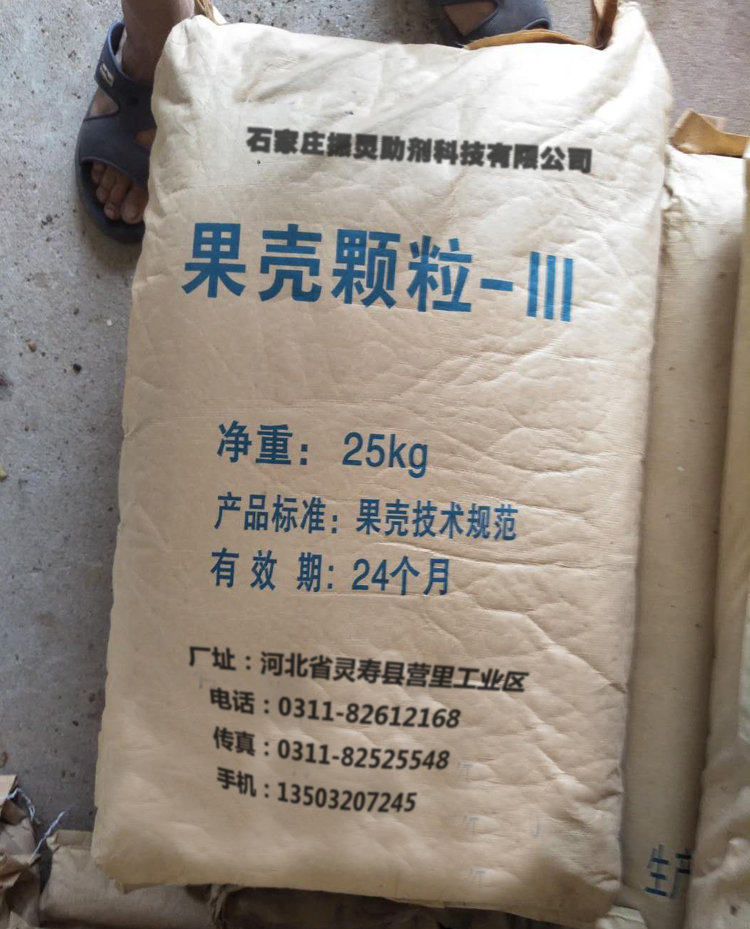 石家庄振灵助剂科技有限公司
果壳颗粒-III
净重：25kg
产品标准：果壳技术规范
有效期：24个月
厂址：河北省灵寿县营里工业区
电话：0311-82612168
传真：0311-82525548
手机：13503207245
生产